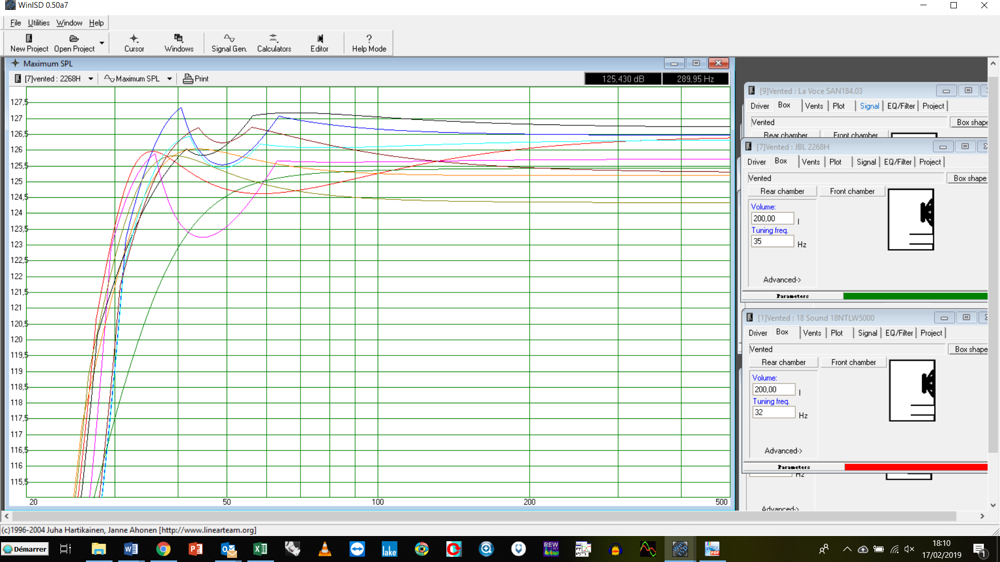 WinISD 0.50a7
File Utilities Window Help
New Project Open Project Cursor Windows Signal Gen. Calculators Editor Help Mode
Maximum SPL
[7]vented : 2268H Maximum SPL Print 125,430 dB 289,95 Hz
127,5
127
126,5
126
125,5
125
124,5
124
123,5
123
122,5
122
121,5
121
120,5
120
119,5
119
118,5
118
117,5
117
116,5
116
115,5
20 50 100 200 500
[9]Vented : La Voce SAN184.03
Driver Box Vents Plot Signal EQ/Filter Project
Vented Box shape
Rear chamber Front chamber
[7]Vented : JBL 2268H
Driver Box Vents Plot Signal EQ/Filter Project
Vented Box shape
Rear chamber Front chamber
Volume:
200,00 l
Tuning freq.
35 Hz
Advanced->
Parameters
[1]Vented : 18 Sound 18NTLW5000
Driver Box Vents Plot Signal EQ/Filter Project
Vented Box shape
Rear chamber Front chamber
Volume:
200,00 l
Tuning freq.
32 Hz
Advanced->
Parameters
Hz
Advanced->
(c)1996-2004 Juha Hartikainen, Janne Ahonen [http://www.linearteam.org]
Démarrer
lake
REW
PDF
18:10
17/02/2019
1